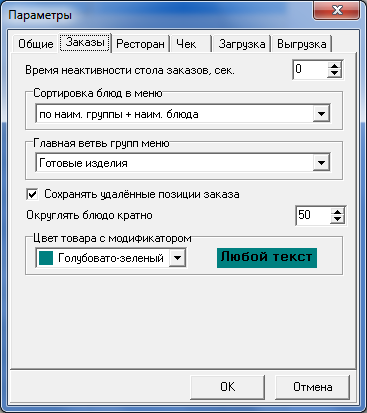 Параметры
Общие Заказы Ресторан Чек Загрузка Выгрузка
Время неактивности стола заказов, сек. 0
Сортировка блюд в меню
по наим. группы + наим. блюда
Главная ветвь групп меню
Готовые изделия
Сохранять удалённые позиции заказа
Округлять блюдо кратно 50
Цвет товара с модификатором
Голубовато-зеленый Любой текст
OK Отмена